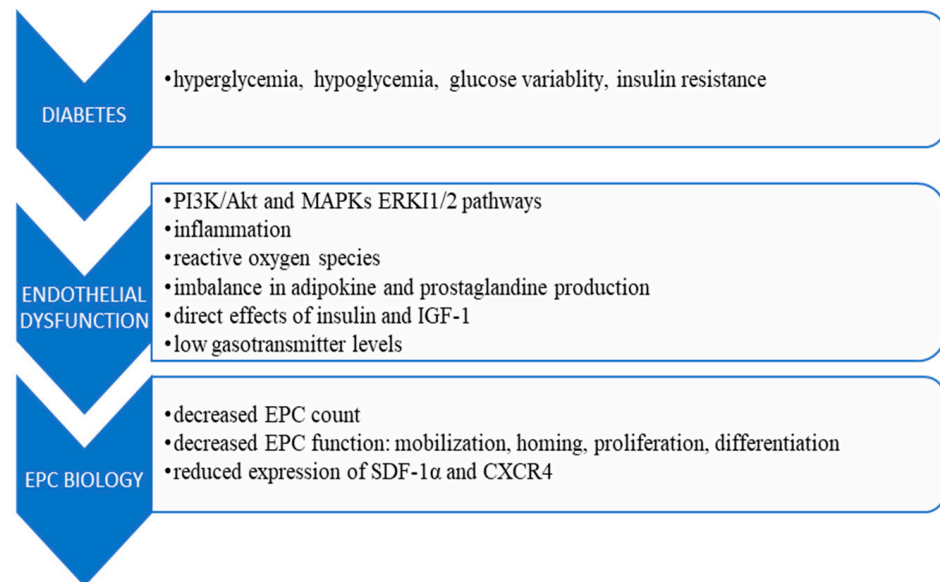 DIABETES
•hyperglycemia, hypoglycemia, glucose variablity, insulin resistance
ENDOTHELIAL
DYSFUNCTION
•PI3K/Akt and MAPKs ERKI1/2 pathways
•inflammation
•reactive oxygen species
•imbalance in adipokine and prostaglandine production
•direct effects of insulin and IGF-1
•low gasotransmitter levels
EPC BIOLOGY
•decreased EPC count
•decreased EPC function: mobilization, homing, proliferation, differentiation
•reduced expression of SDF-1α and CXCR4